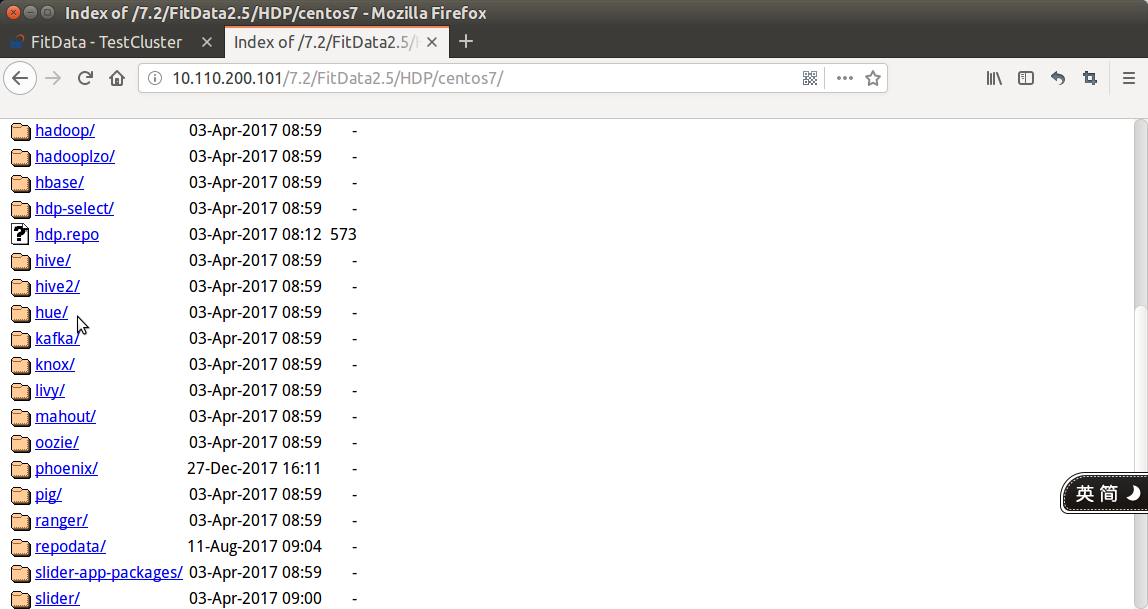 Index of /7.2/FitData2.5/HDP/centos7 - Mozilla Firefox
FitData - TestCluster
Index of /7.2/FitData2.5/
10.110.200.101/7.2/FitData2.5/HDP/centos7/
hadoop/ 03-Apr-2017 08:59 -
hadooplzo/ 03-Apr-2017 08:59 -
hbase/ 03-Apr-2017 08:59 -
hdp-select/ 03-Apr-2017 08:59 -
hdp.repo 03-Apr-2017 08:12 573
hive/ 03-Apr-2017 08:59 -
hive2/ 03-Apr-2017 08:59 -
hue/ 03-Apr-2017 08:59 -
kafka/ 03-Apr-2017 08:59 -
knox/ 03-Apr-2017 08:59 -
livy/ 03-Apr-2017 08:59 -
mahout/ 03-Apr-2017 08:59 -
oozie/ 03-Apr-2017 08:59 -
phoenix/ 27-Dec-2017 16:11 -
pig/ 03-Apr-2017 08:59 -
英 简
ranger/ 03-Apr-2017 08:59 -
repodata/ 11-Aug-2017 09:04 -
slider-app-packages/ 03-Apr-2017 08:59 -
slider/ 03-Apr-2017 09:00 -